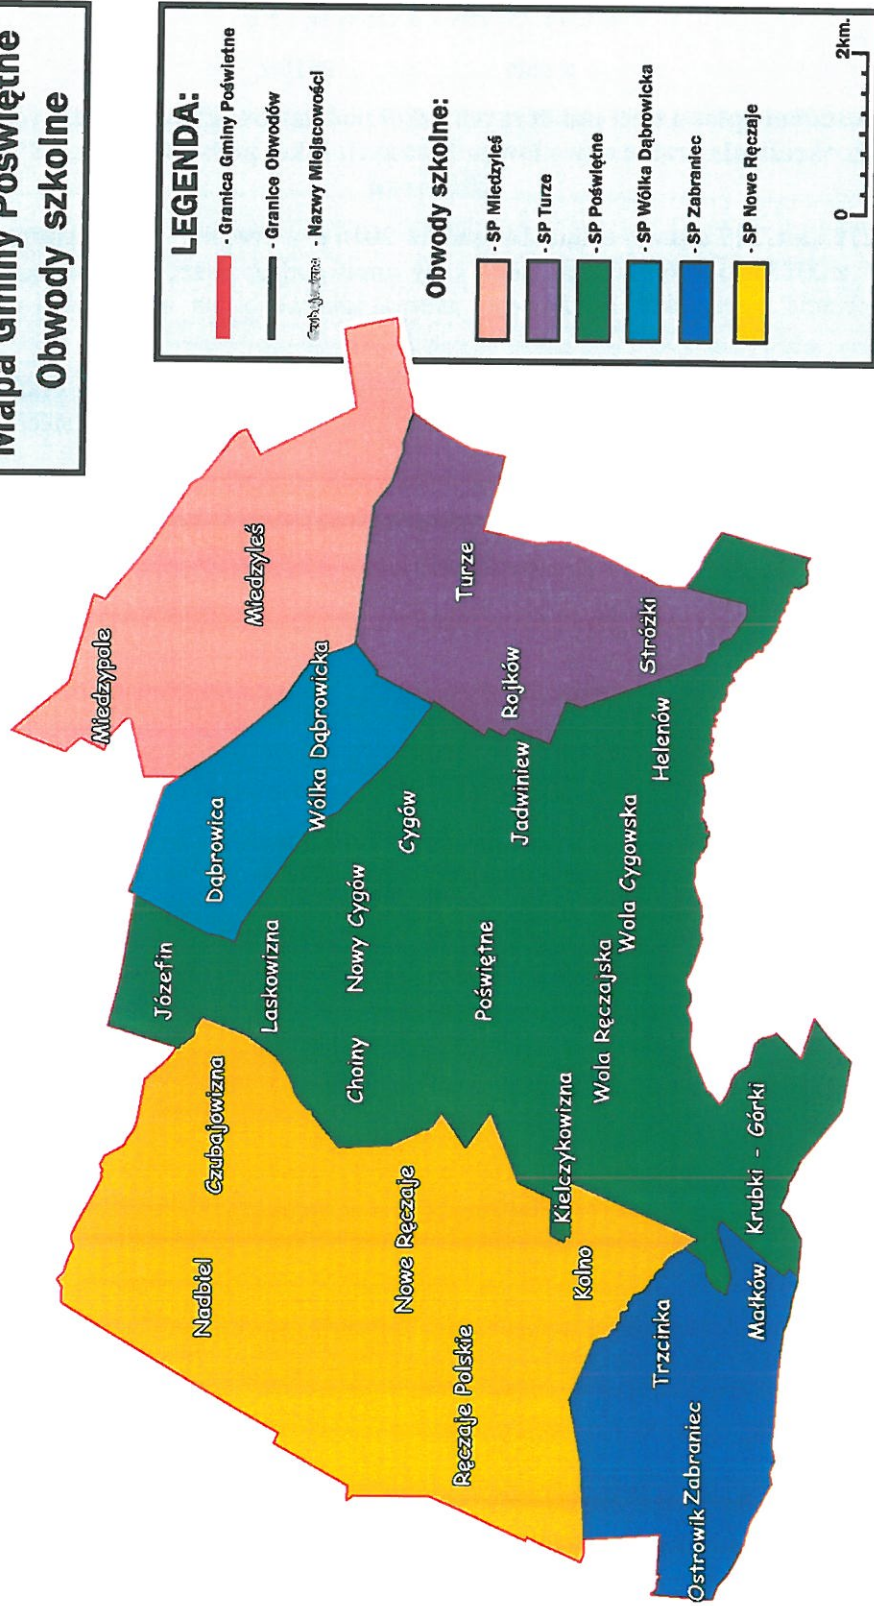 Mapa Gminy Poświętne
Obwody szkolne
LEGENDA:
- Granica Gminy Poświętne
- Granice Obwodów
Czubajowizna - Nazwy Miejscowości
Obwody szkolne:
- SP Miedzyleś
- SP Turze
- SP Poświętne
- SP Wólka Dąbrowicka
- SP Zabraniec
- SP Nowe Ręczaje
0
2km.
Miedzypole
Miedzyleś
Dąbrowica
Wólka Dąbrowicka
Turze
Rojków
Stróżki
Józefin
Laskowizna
Nowy Cygów
Cygów
Jadwiniew
Helenów
Choiny
Poświętne
Wola Cygowska
Wola Ręczajska
Kielczykowizna
Krubki - Górki
Czubajowizna
Nadbiel
Nowe Ręczaje
Kolno
Ręczaje Polskie
Trzcinka
Małków
Zabraniec
Ostrowik